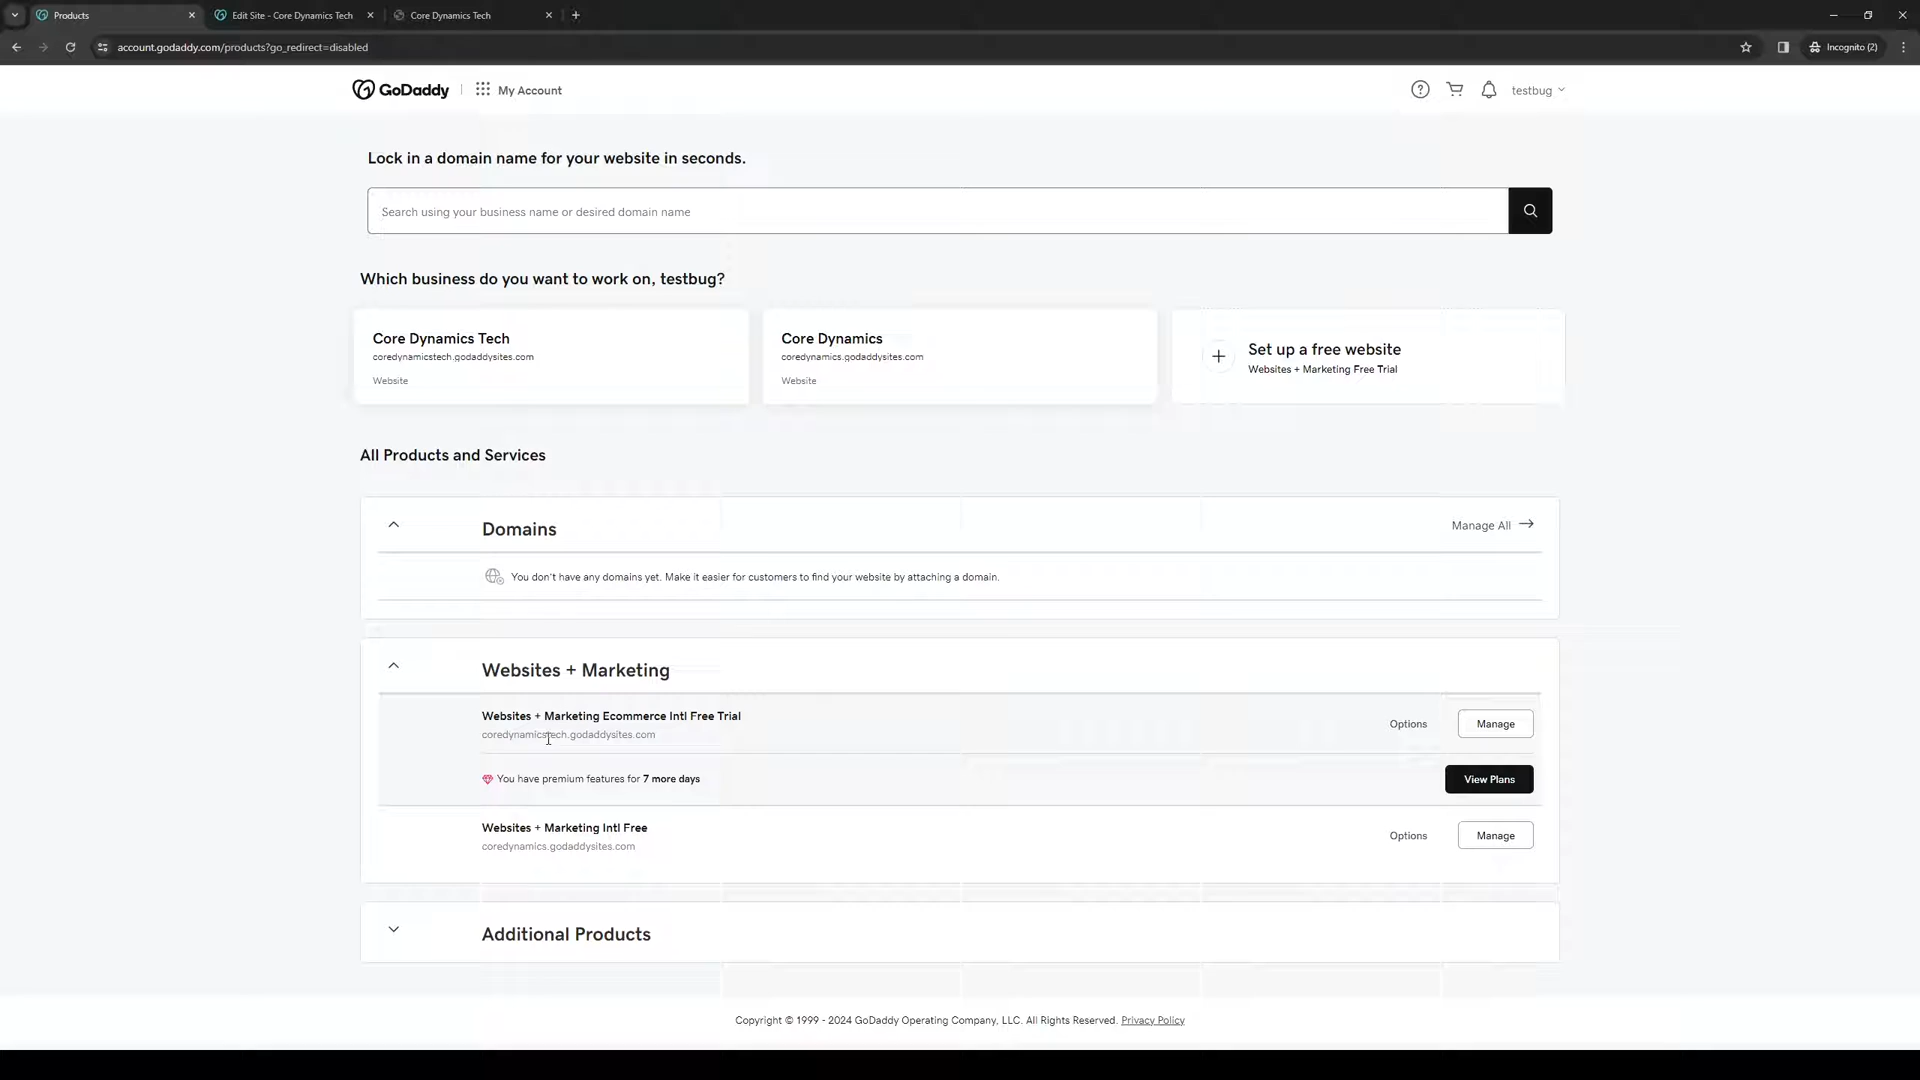 Products
Edit Site - Core Dynamics Tech
Core Dynamics Tech
account.godaddy.com/products?go_redirect=disabled
Incognito (2)
GoDaddy
My Account
testbug
Lock in a domain name for your website in seconds.
Search using your business name or desired domain name
Which business do you want to work on, testbug?
Core Dynamics Tech
coredynamicstech.godaddysites.com
Website
Core Dynamics
coredynamics.godaddysites.com
Website
Set up a free website
Websites + Marketing Free Trial
All Products and Services
Domains
Manage All
You don't have any domains yet. Make it easier for customers to find your website by attaching a domain.
Websites + Marketing
Websites + Marketing Ecommerce Intl Free Trial
coredynamicstech.godaddysites.com
Options
Manage
You have premium features for 7 more days
View Plans
Websites + Marketing Intl Free
coredynamics.godaddysites.com
Options
Manage
Additional Products
Copyright © 1999 - 2024 GoDaddy Operating Company, LLC. All Rights Reserved. Privacy Policy